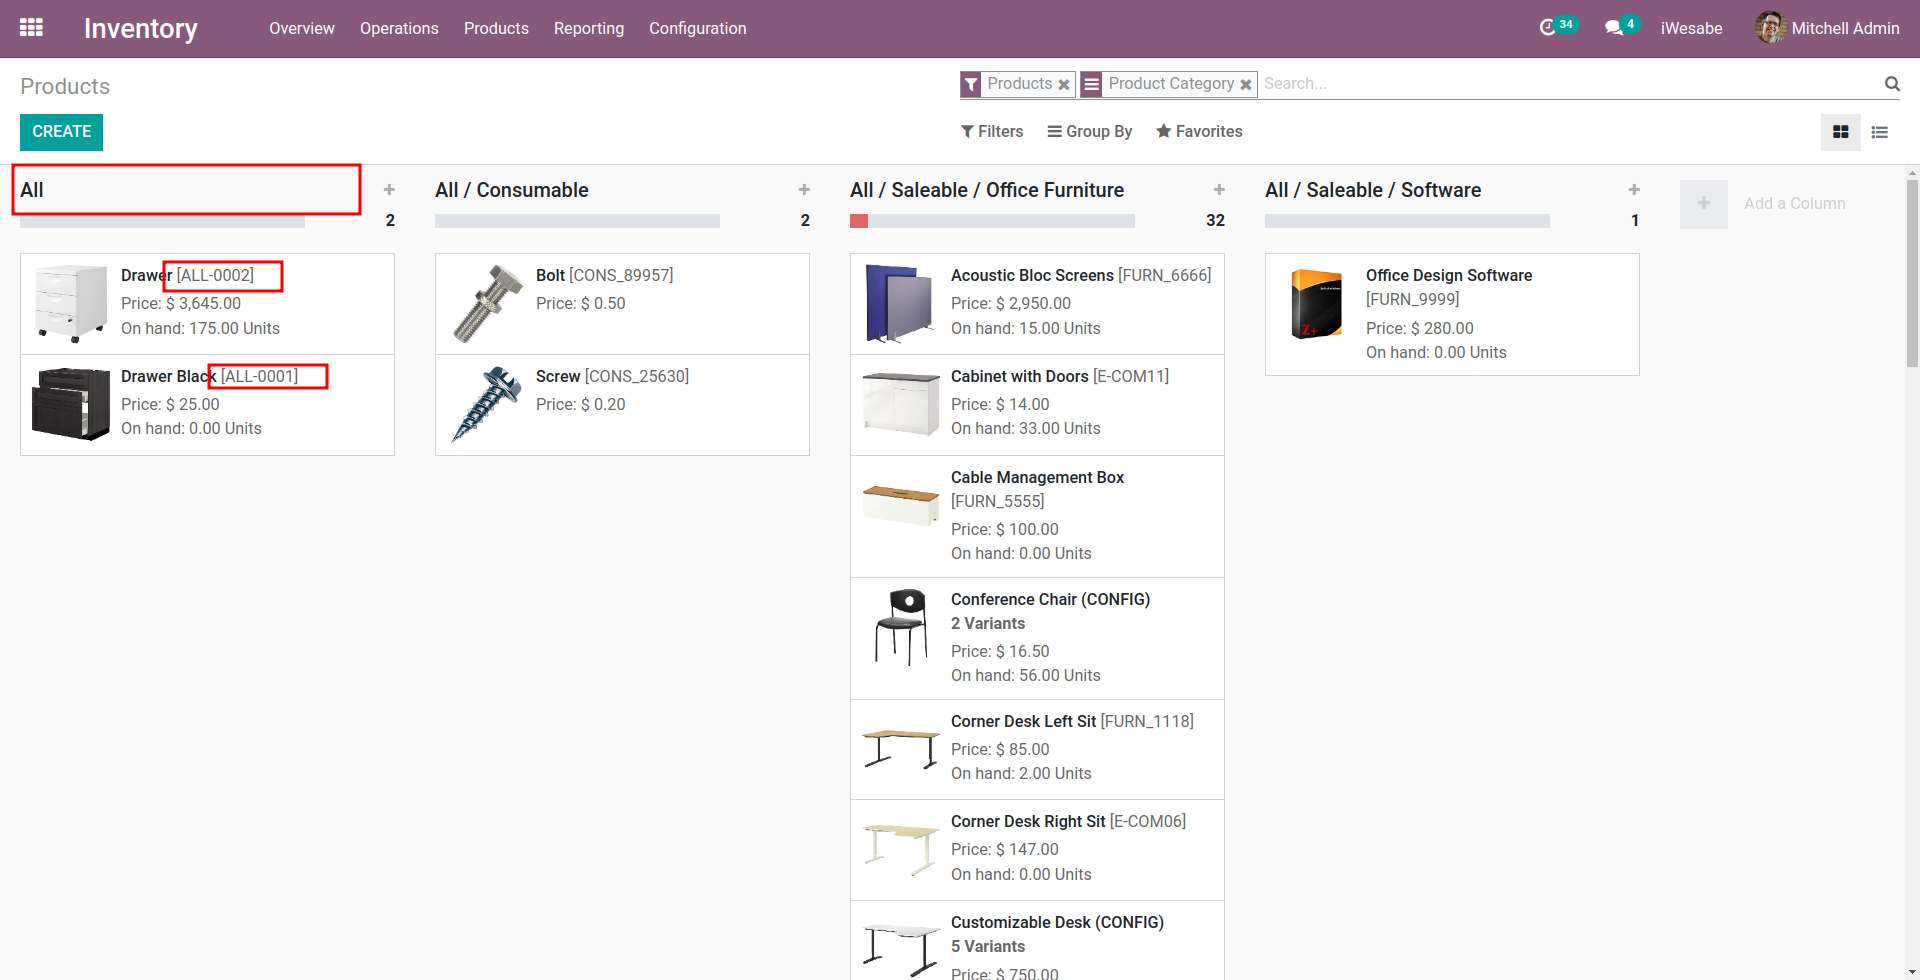 Inventory
Overview
Operations
Products
Reporting
Configuration
34
4
iWesabe
Mitchell Admin
Products
Products
Product Category
Search...
CREATE
Filters
Group By
Favorites
All
2
Drawer [ALL-0002]
Price: $ 3,645.00
On hand: 175.00 Units
Drawer Black [ALL-0001]
Price: $ 25.00
On hand: 0.00 Units
All / Consumable
2
Bolt [CONS_89957]
Price: $ 0.50
Screw [CONS_25630]
Price: $ 0.20
All / Saleable / Office Furniture
32
Acoustic Bloc Screens [FURN_6666]
Price: $ 2,950.00
On hand: 15.00 Units
Cabinet with Doors [E-COM11]
Price: $ 14.00
On hand: 33.00 Units
Cable Management Box
[FURN_5555]
Price: $ 100.00
On hand: 0.00 Units
Conference Chair (CONFIG)
2 Variants
Price: $ 16.50
On hand: 56.00 Units
Corner Desk Left Sit [FURN_1118]
Price: $ 85.00
On hand: 2.00 Units
Corner Desk Right Sit [E-COM06]
Price: $ 147.00
On hand: 0.00 Units
Customizable Desk (CONFIG)
5 Variants
Price: $ 750.00
All / Saleable / Software
1
Z+
Office Design Software
[FURN_9999]
Price: $ 280.00
On hand: 0.00 Units
Add a Column